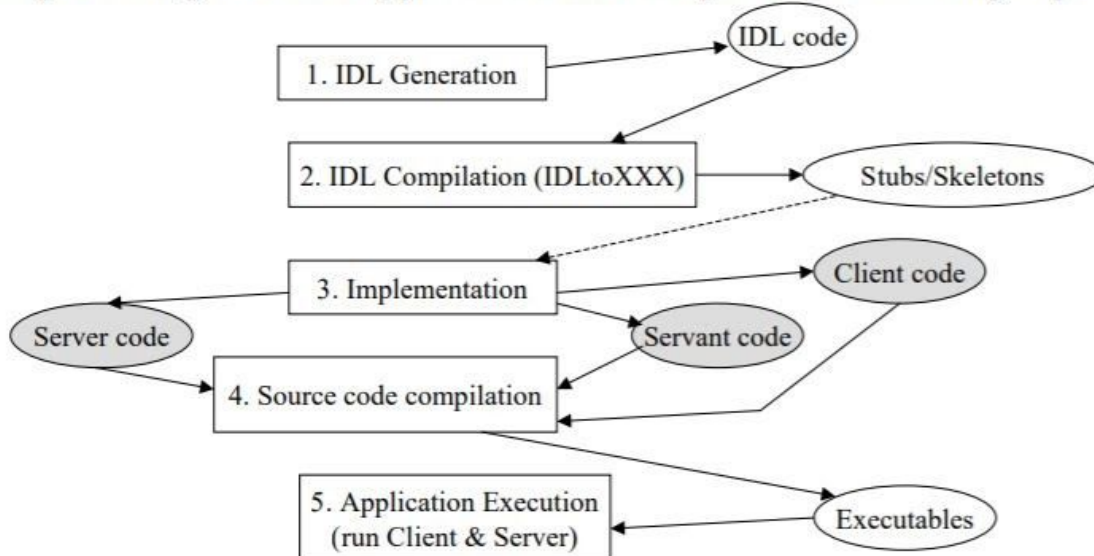 IDL code
1. IDL Generation
2. IDL Compilation (IDLtoXXX)
Stubs/Skeletons
Client code
3. Implementation
Server code
Servant code
4. Source code compilation
5. Application Execution
(run Client & Server)
Executables